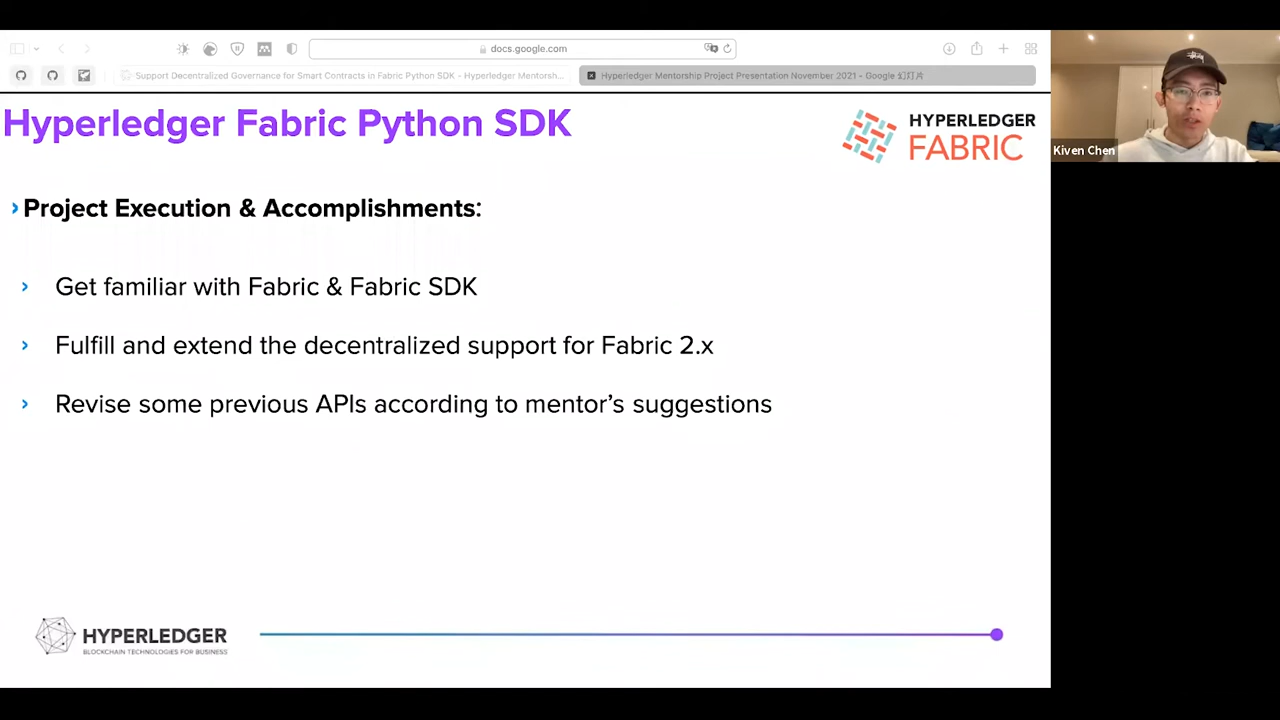 docs.google.com
Support Decentralized Governance for Smart Contracts in Fabric Python SDK - Hyperledger Mentorsh...
Hyperledger Mentorship Project Presentation November 2021 - Google 幻灯片
Hyperledger Fabric Python SDK
HYPERLEDGER
FABRIC
Kiven Chen
Project Execution & Accomplishments:
Get familiar with Fabric & Fabric SDK
Fulfill and extend the decentralized support for Fabric 2.x
Revise some previous APIs according to mentor’s suggestions
HYPERLEDGER
BLOCKCHAIN TECHNOLOGIES FOR BUSINESS